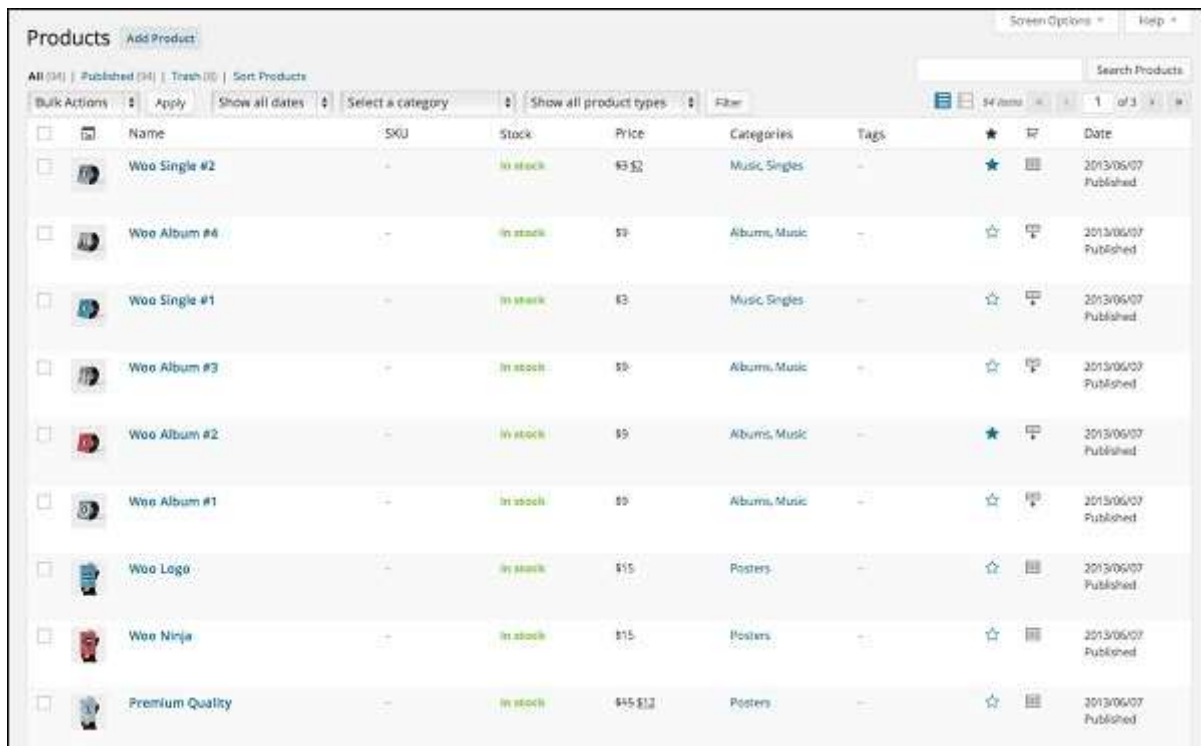 Screen Options Help
Products Add Product
All (94) | Published (94) | Trash (0) | Sort Products
Search Products
Bulk Actions Apply Show all dates Select a category Show all product types Filter 94 items « ‹ 1 of 3 › »
Name SKU Stock Price Categories Tags Date
Woo Single #2 – In stock $3 $2 Music, Singles – 2013/06/07
Published
Woo Album #4 – In stock $9 Albums, Music – 2013/06/07
Published
Woo Single #1 – In stock $3 Music, Singles – 2013/06/07
Published
Woo Album #3 – In stock $9 Albums, Music – 2013/06/07
Published
Woo Album #2 – In stock $9 Albums, Music – 2013/06/07
Published
Woo Album #1 – In stock $9 Albums, Music – 2013/06/07
Published
Woo Logo – In stock $15 Posters – 2013/06/07
Published
Woo Ninja – In stock $15 Posters – 2013/06/07
Published
Premium Quality – In stock $15 $12 Posters – 2013/06/07
Published